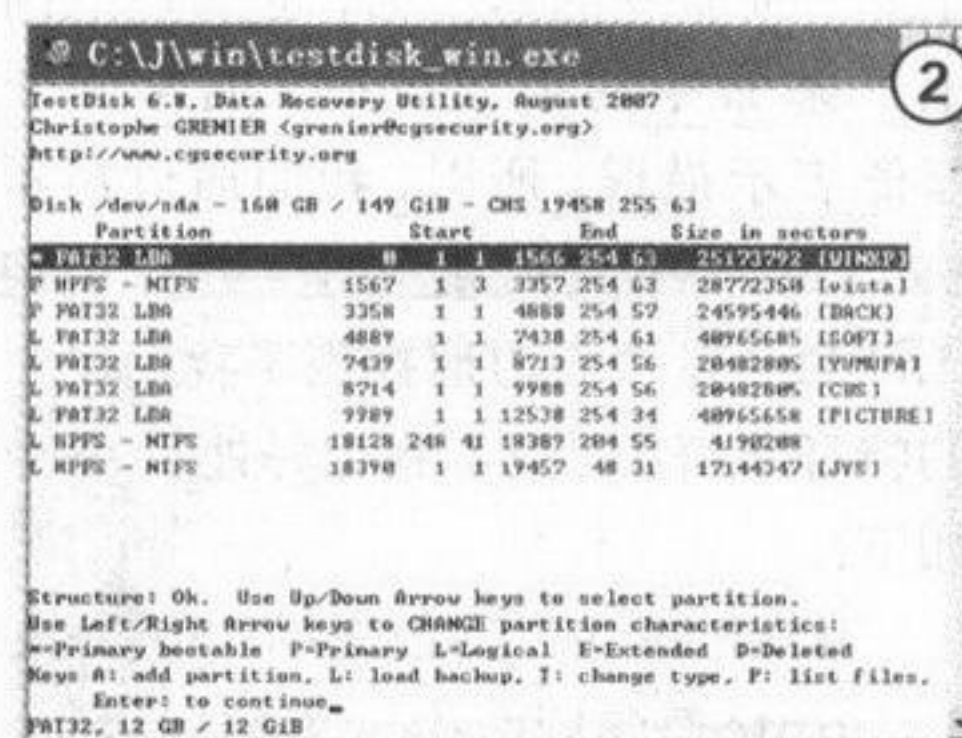 C:\J\win\testdisk_win.exe
2
TestDisk 6.8, Data Recovery Utility, August 2007
Christophe GRENIER <grenier@cgsecurity.org>
http://www.cgsecurity.org
Disk /dev/sda - 160 GB / 149 GiB - CHS 19458 255 63
Partition Start End Size in sectors
* FAT32 LBA 0 1 1 1566 254 63 25173792 [WINXP]
P HPFS - NTFS 1567 1 3 3357 254 63 28772350 [vista]
P FAT32 LBA 3358 1 1 4888 254 57 24595446 [BACK]
L FAT32 LBA 4889 1 1 7438 254 61 40965685 [SOFT]
L FAT32 LBA 7439 1 1 8713 254 56 20482805
L FAT32 LBA 8714 1 1 9988 254 56 20482805
L FAT32 LBA 9989 1 1 12538 254 34 40965658 [PICTURE]
L HPFS - NTFS 18128 248 41 18389 204 55 4190208
L HPFS - NTFS 18390 1 1 19457 48 31 17144347 [JYS]
Structure: Ok. Use Up/Down Arrow keys to select partition.
Use Left/Right Arrow keys to CHANGE partition characteristics:
*=Primary bootable P=Primary L=Logical E=Extended D=Deleted
Keys A: add partition, L: load backup, T: change type, P: list files,
Enter: to continue
FAT32, 12 GB / 12 GiB